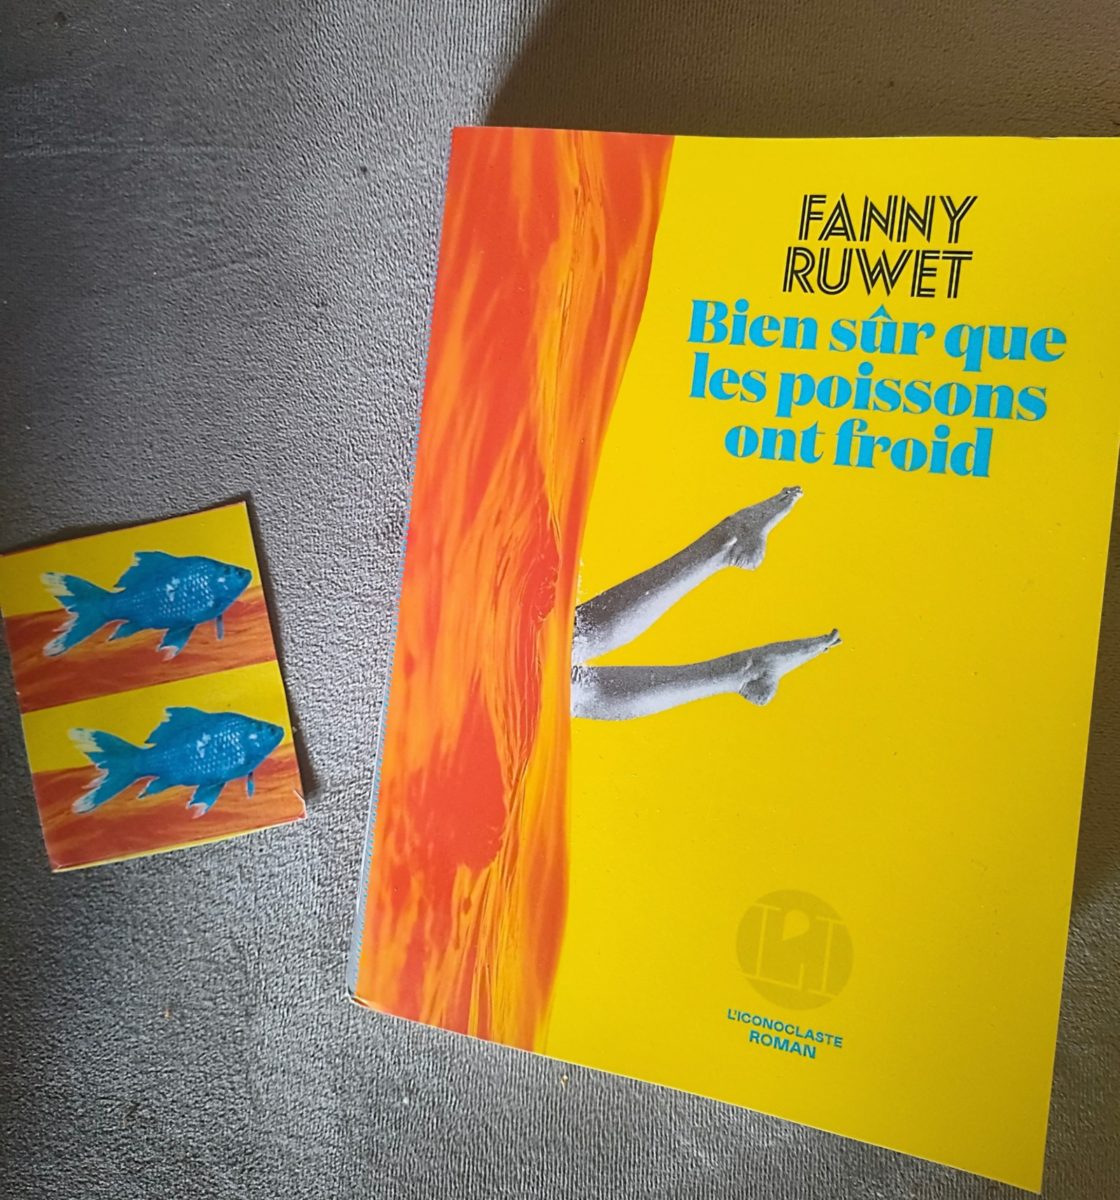 FANNY
RUWET
Bien sûr que
les poissons
ont froid
L'ICONOCLASTE
ROMAN